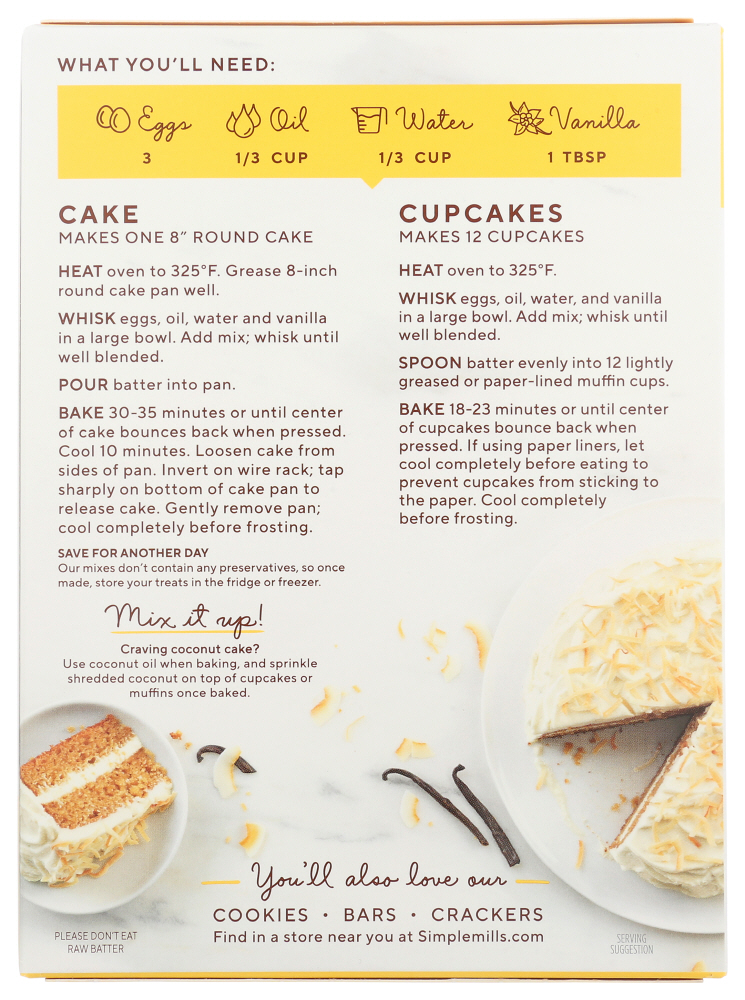 WHAT YOU'LL NEED:
Eggs Oil Water Vanilla
3 1/3 CUP 1/3 CUP 1 TBSP
CAKE
MAKES ONE 8” ROUND CAKE
HEAT oven to 325°F. Grease 8-inch
round cake pan well.
WHISK eggs, oil, water and vanilla
in a large bowl. Add mix; whisk until
well blended.
POUR batter into pan.
BAKE 30-35 minutes or until center
of cake bounces back when pressed.
Cool 10 minutes. Loosen cake from
sides of pan. Invert on wire rack; tap
sharply on bottom of cake pan to
release cake. Gently remove pan;
cool completely before frosting.
SAVE FOR ANOTHER DAY
Our mixes don't contain any preservatives, so once
made, store your treats in the fridge or freezer.
Mix it up!
Craving coconut cake?
Use coconut oil when baking, and sprinkle
shredded coconut on top of cupcakes or
muffins once baked.
CUPCAKES
MAKES 12 CUPCAKES
HEAT oven to 325°F.
WHISK eggs, oil, water, and vanilla
in a large bowl. Add mix; whisk until
well blended.
SPOON batter evenly into 12 lightly
greased or paper-lined muffin cups.
BAKE 18-23 minutes or until center
of cupcakes bounce back when
pressed. If using paper liners, let
cool completely before eating to
prevent cupcakes from sticking to
the paper. Cool completely
before frosting.
You'll also love our
COOKIES • BARS • CRACKERS
Find in a store near you at Simplemills.com
PLEASE DON'T EAT
RAW BATTER
SERVING
SUGGESTION